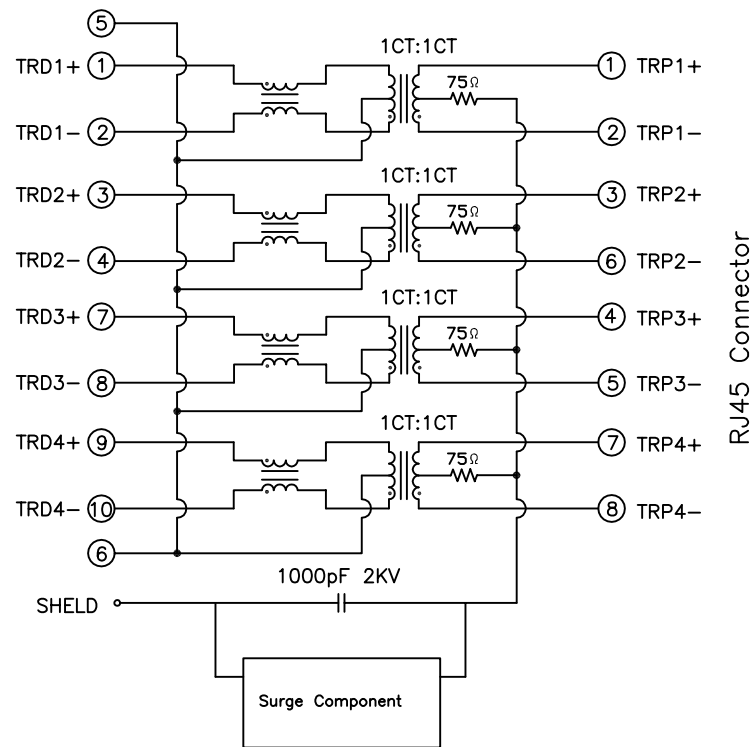 5
1CT:1CT
TRD1+ 1
75Ω
1 TRP1+
TRD1- 2
2 TRP1-
1CT:1CT
TRD2+ 3
75Ω
3 TRP2+
TRD2- 4
6 TRP2-
1CT:1CT
TRD3+ 7
75Ω
4 TRP3+
TRD3- 8
5 TRP3-
1CT:1CT
TRD4+ 9
75Ω
7 TRP4+
TRD4- 10
8 TRP4-
6
1000pF 2KV
SHELD
Surge Component
RJ45 Connector